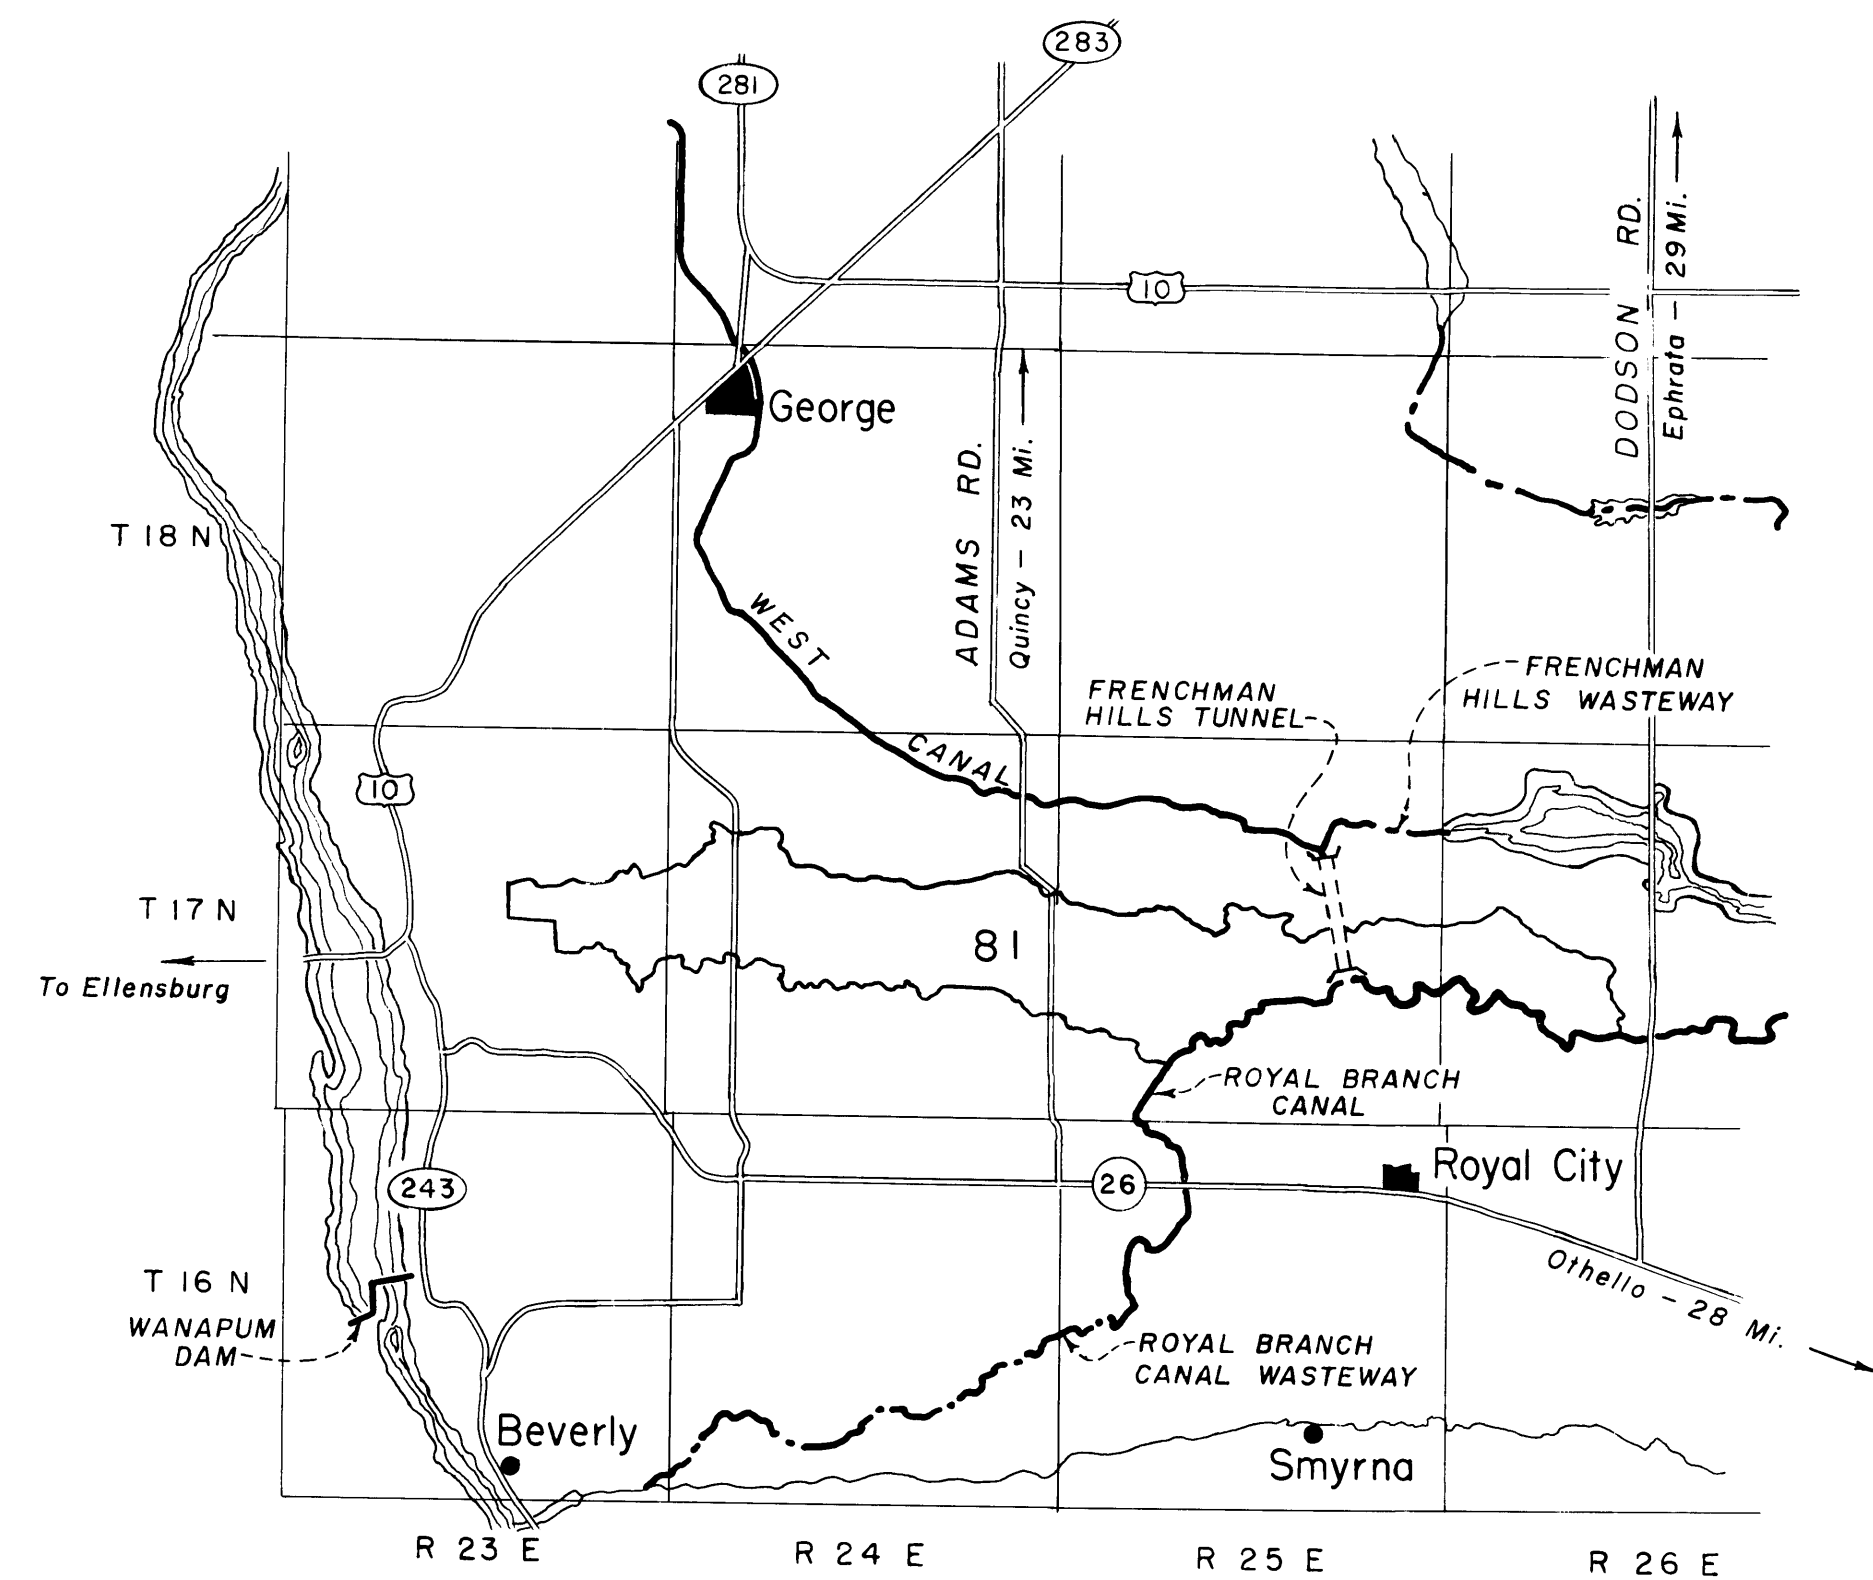 283
281
10
DODSON RD.
Ephrata - 29 Mi.
George
ADAMS RD.
Quincy - 23 Mi.
T 18 N
WEST CANAL
FRENCHMAN
HILLS TUNNEL
FRENCHMAN
HILLS WASTEWAY
10
T 17 N
81
To Ellensburg
ROYAL BRANCH
CANAL
Royal City
243
26
Othello - 28 Mi.
T 16 N
WANAPUM
DAM
ROYAL BRANCH
CANAL WASTEWAY
Beverly
Smyrna
R 23 E
R 24 E
R 25 E
R 26 E